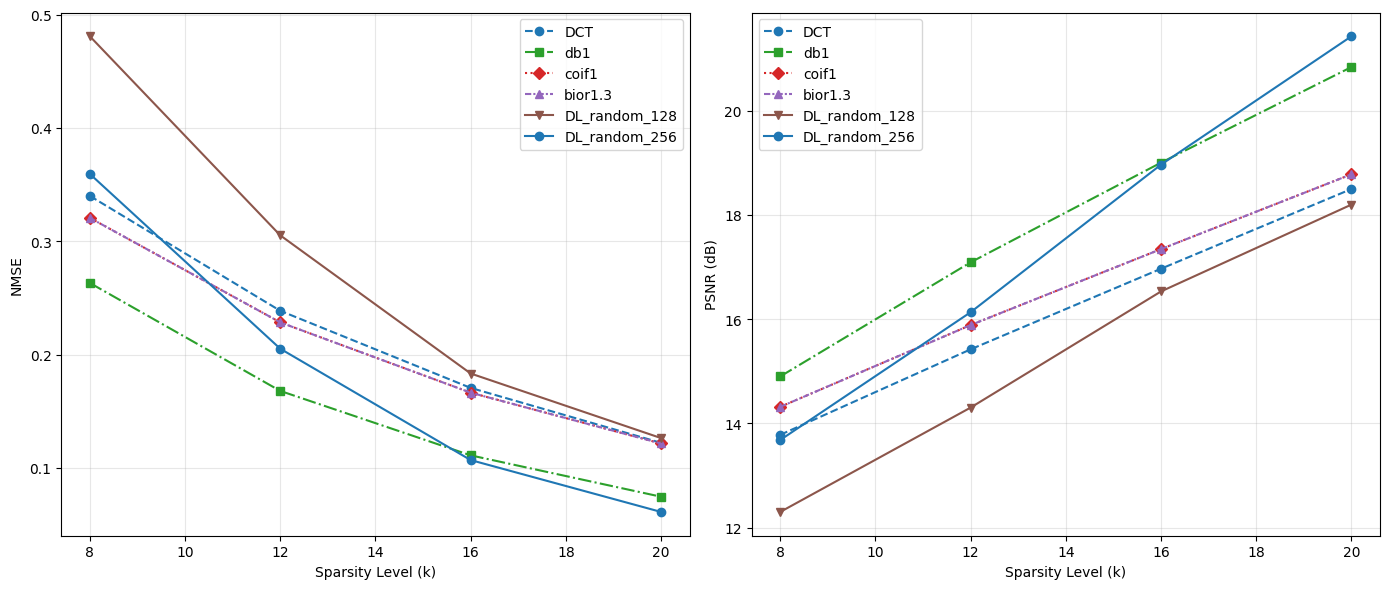 0.5
0.4
0.3
0.2
0.1
NMSE
8
10
12
14
16
18
20
Sparsity Level (k)
DCT
db1
coif1
bior1.3
DL_random_128
DL_random_256
20
18
16
14
12
PSNR (dB)
8
10
12
14
16
18
20
Sparsity Level (k)
DCT
db1
coif1
bior1.3
DL_random_128
DL_random_256